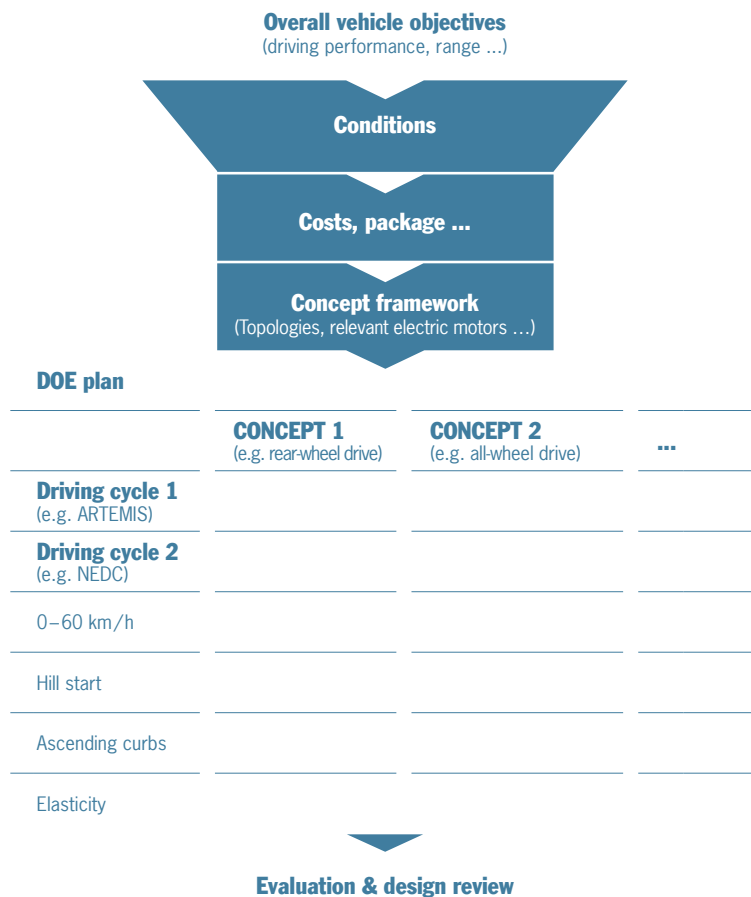 Overall vehicle objectives
(driving performance, range ...)
Conditions
Costs, package ...
Concept framework
(Topologies, relevant electric motors ...)
DOE plan
CONCEPT 1
(e.g. rear-wheel drive)
CONCEPT 2
(e.g. all-wheel drive)
...
Driving cycle 1
(e.g. ARTEMIS)
Driving cycle 2
(e.g. NEDC)
0–60 km/h
Hill start
Ascending curbs
Elasticity
Evaluation & design review